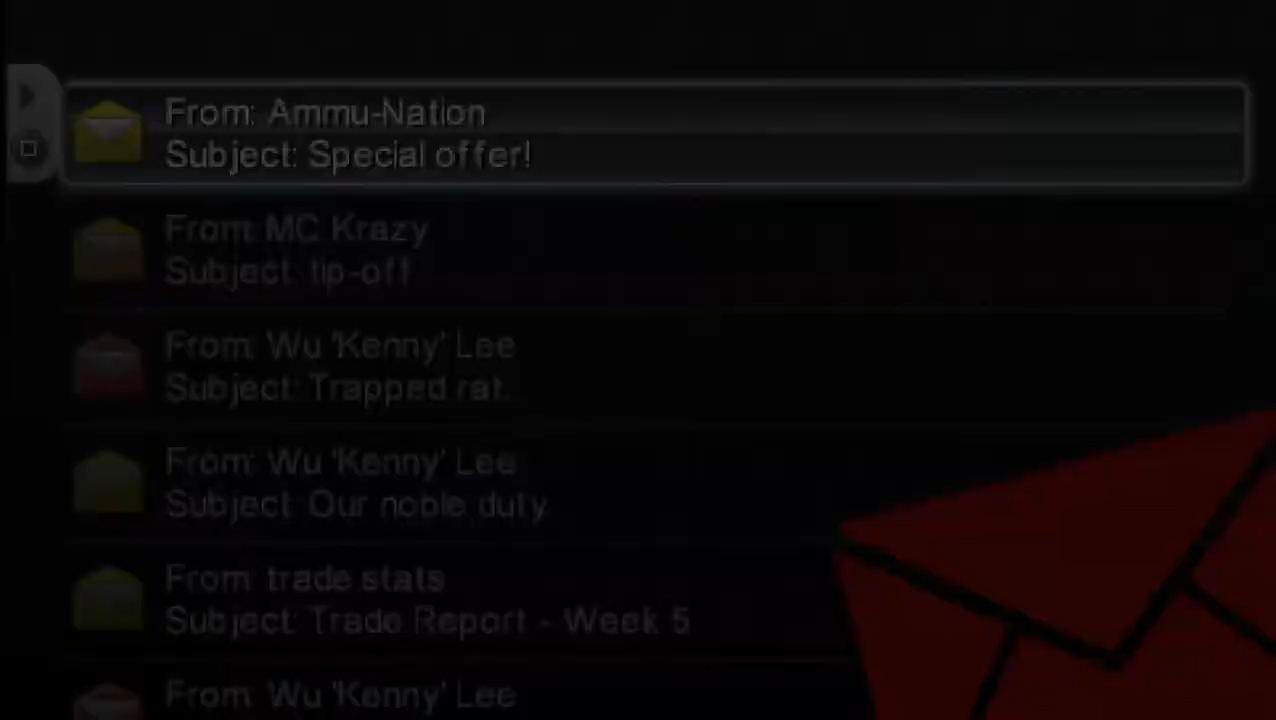 From: Ammu-Nation
Subject: Special offer!
From: MC Krazy
Subject: tip-off
From: Wu 'Kenny' Lee
Subject: Trapped rat.
From: Wu 'Kenny' Lee
Subject: Our noble duty
From: trade stats
Subject: Trade Report - Week 5
From: Wu 'Kenny' Lee